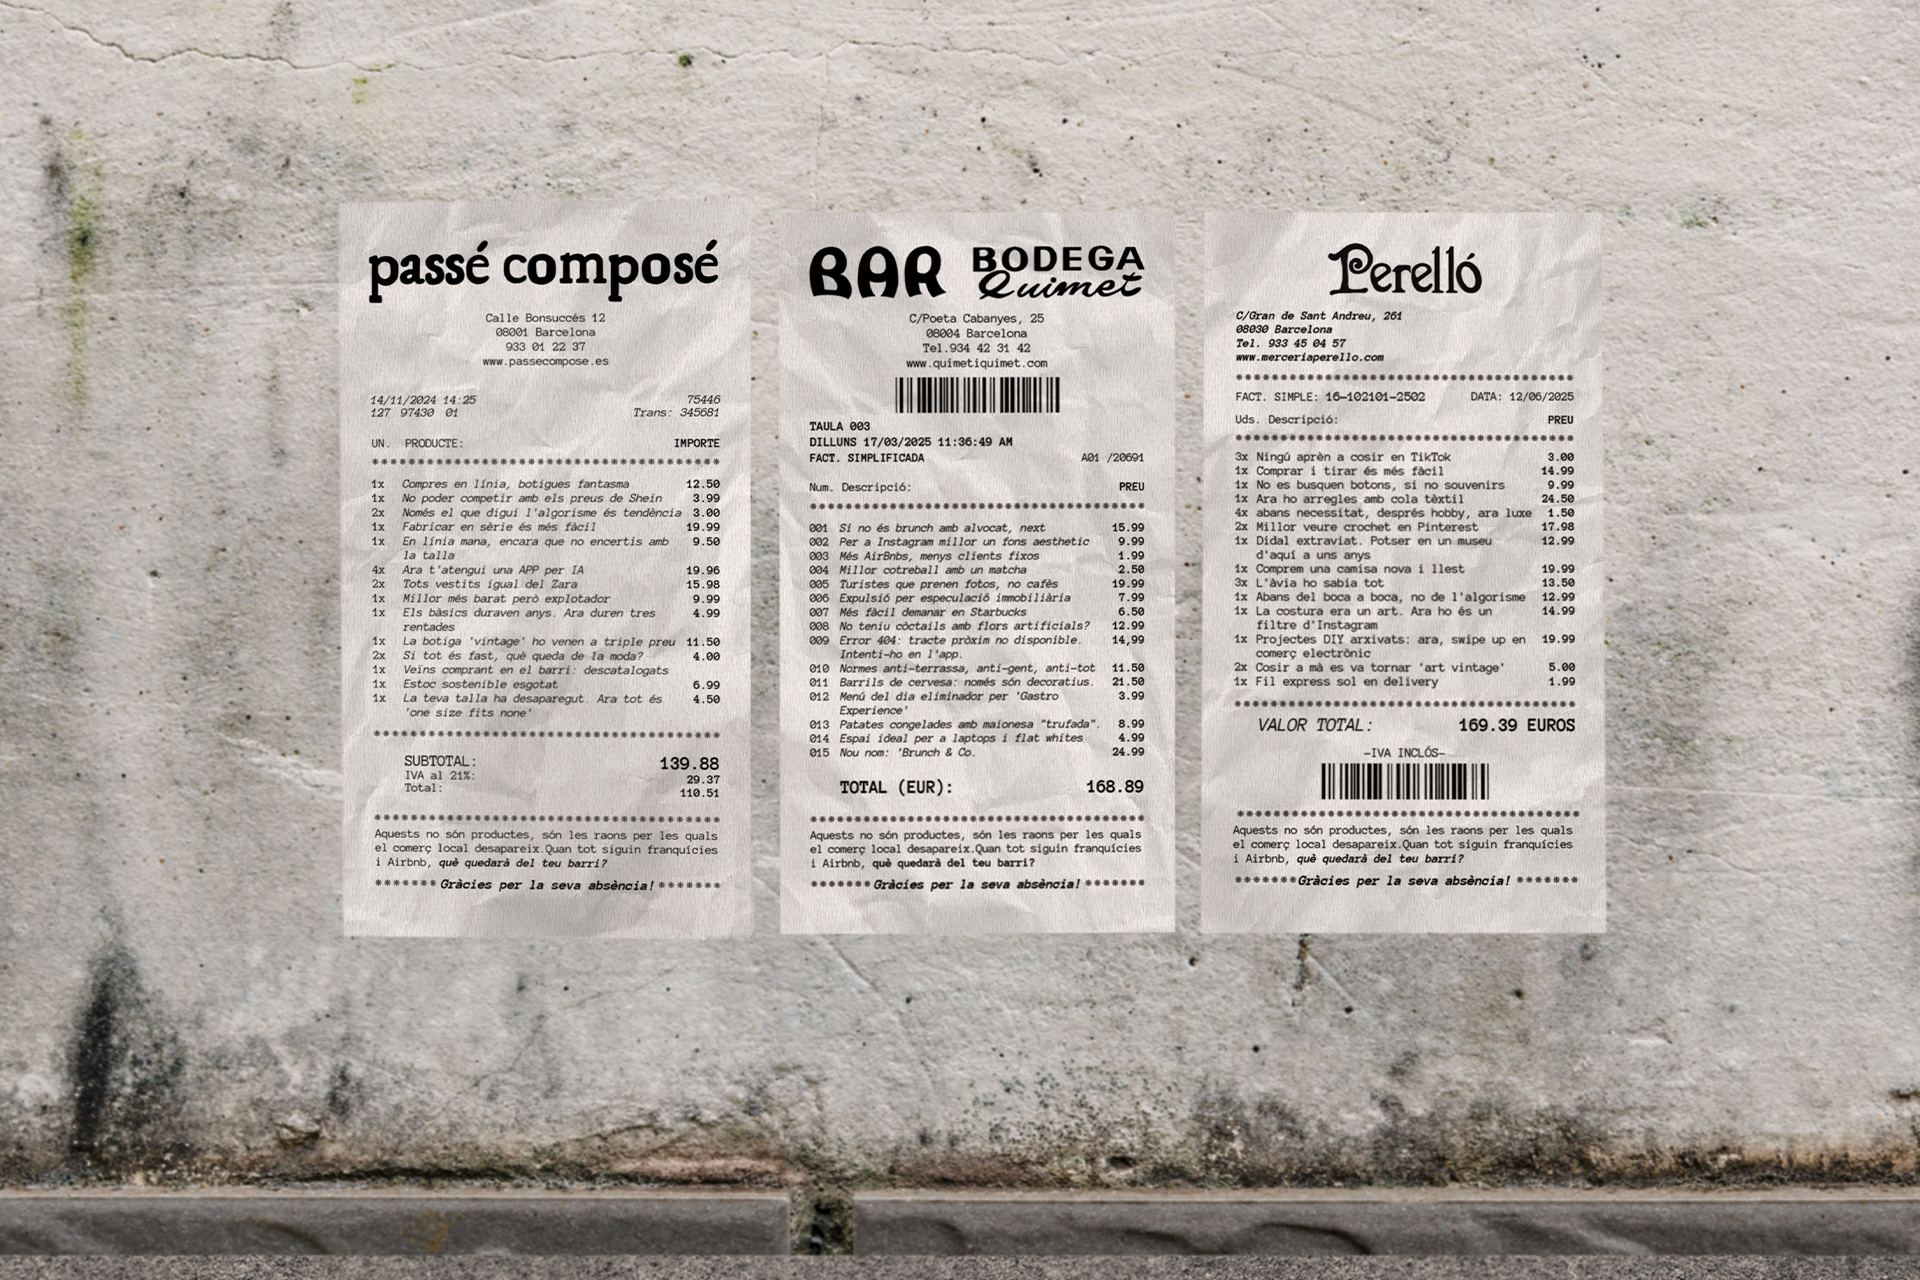 passé composé
Calle Bonsuccés 12
08001 Barcelona
933 01 22 37
www.passecompose.es
14/11/2024 14:25 75446
127 97430 01 Trans: 345681
UN. PRODUCTE: IMPORTE
************************************
1x Compres en línia, botigues fantasma 12.50
1x No poder competir amb els preus de Shein 3.99
2x Només el que digui l'algorisme és tendència 3.00
1x Fabricar en sèrie és més fàcil 19.99
1x En línia mana, encara que no encertis amb 9.50
la talla
4x Ara t'atengui una APP per IA 19.96
2x Tots vestits igual del Zara 15.98
1x Millor més barat però explotador 9.99
1x Els bàsics duraven anys. Ara duren tres 4.99
rentades
1x La botiga 'vintage' ho venen a triple preu 11.50
2x Si tot és fast, què queda de la moda? 4.00
1x Veïns comprant en el barri: descatalogats
1x Estoc sostenible esgotat 6.99
1x La teva talla ha desaparegut. Ara tot és 4.50
'one size fits none'
************************************
SUBTOTAL: 139.88
IVA al 21%: 29.37
Total: 110.51
************************************
Aquests no són productes, són les raons per les quals
el comerç local desapareix.Quan tot siguin franquícies
i Airbnb, què quedarà del teu barri?
*******Gràcies per la seva absència!*******
BAR BODEGA
Quimet
C/Poeta Cabanyes, 25
08004 Barcelona
Tel.934 42 31 42
www.quimetiquimet.com
TAULA 003
DILLUNS 17/03/2025 11:36:49 AM
FACT. SIMPLIFICADA A01 /20691
Num. Descripció: PREU
************************************
001 Si no és brunch amb alvocat, next 15.99
002 Per a Instagram millor un fons aesthetic 9.99
003 Més AirBnbs, menys clients fixos 1.99
004 Millor cotreball amb un matcha 2.50
005 Turistes que prenen fotos, no cafès 19.99
006 Expulsió per especulació immobiliària 7.99
007 Més fàcil demanar en Starbucks 6.50
008 No teniu còctails amb flors artificials? 12.99
009 Error 404: tracte pròxim no disponible. 14,99
Intenti-ho en l'app.
010 Normes anti-terrassa, anti-gent, anti-tot 11.50
011 Barrils de cervesa: només són decoratius. 21.50
012 Menú del dia eliminador per 'Gastro 3.99
Experience'
013 Patates congelades amb maionesa "trufada". 8.99
014 Espai ideal per a laptops i flat whites 4.99
015 Nou nom: 'Brunch & Co. 24.99
TOTAL (EUR): 168.89
************************************
Aquests no són productes, són les raons per les quals
el comerç local desapareix.Quan tot siguin franquícies
i Airbnb, què quedarà del teu barri?
*******Gràcies per la seva absència!*******
Perelló
C/Gran de Sant Andreu, 261
08030 Barcelona
Tel. 933 45 04 57
www.merceriaperello.com
************************************
FACT. SIMPLE: 16-102101-2502 DATA: 12/06/2025
Uds. Descripció: PREU
************************************
3x Ningú aprèn a cosir en TikTok 3.00
1x Comprar i tirar és més fàcil 14.99
1x No es busquen botons, si no souvenirs 9.99
1x Ara ho arregles amb cola tèxtil 24.50
4x abans necessitat, després hobby, ara luxe 1.50
2x Millor veure crochet en Pinterest 17.98
1x Didal extraviat. Potser en un museu 12.99
d'aquí a uns anys
1x Comprem una camisa nova i llest 19.99
3x L'àvia ho sabia tot 13.50
1x Abans del boca a boca, no de l'algorisme 12.99
1x La costura era un art. Ara ho és un 14.99
filtre d'Instagram
1x Projectes DIY arxivats: ara, swipe up en 19.99
comerç electrònic
2x Cosir a mà es va tornar 'art vintage' 5.00
1x Fil express sol en delivery 1.99
************************************
VALOR TOTAL: 169.39 EUROS
—IVA INCLÓS—
************************************
Aquests no són productes, són les raons per les quals
el comerç local desapareix.Quan tot siguin franquícies
i Airbnb, què quedarà del teu barri?
*******Gràcies per la seva absència! *******